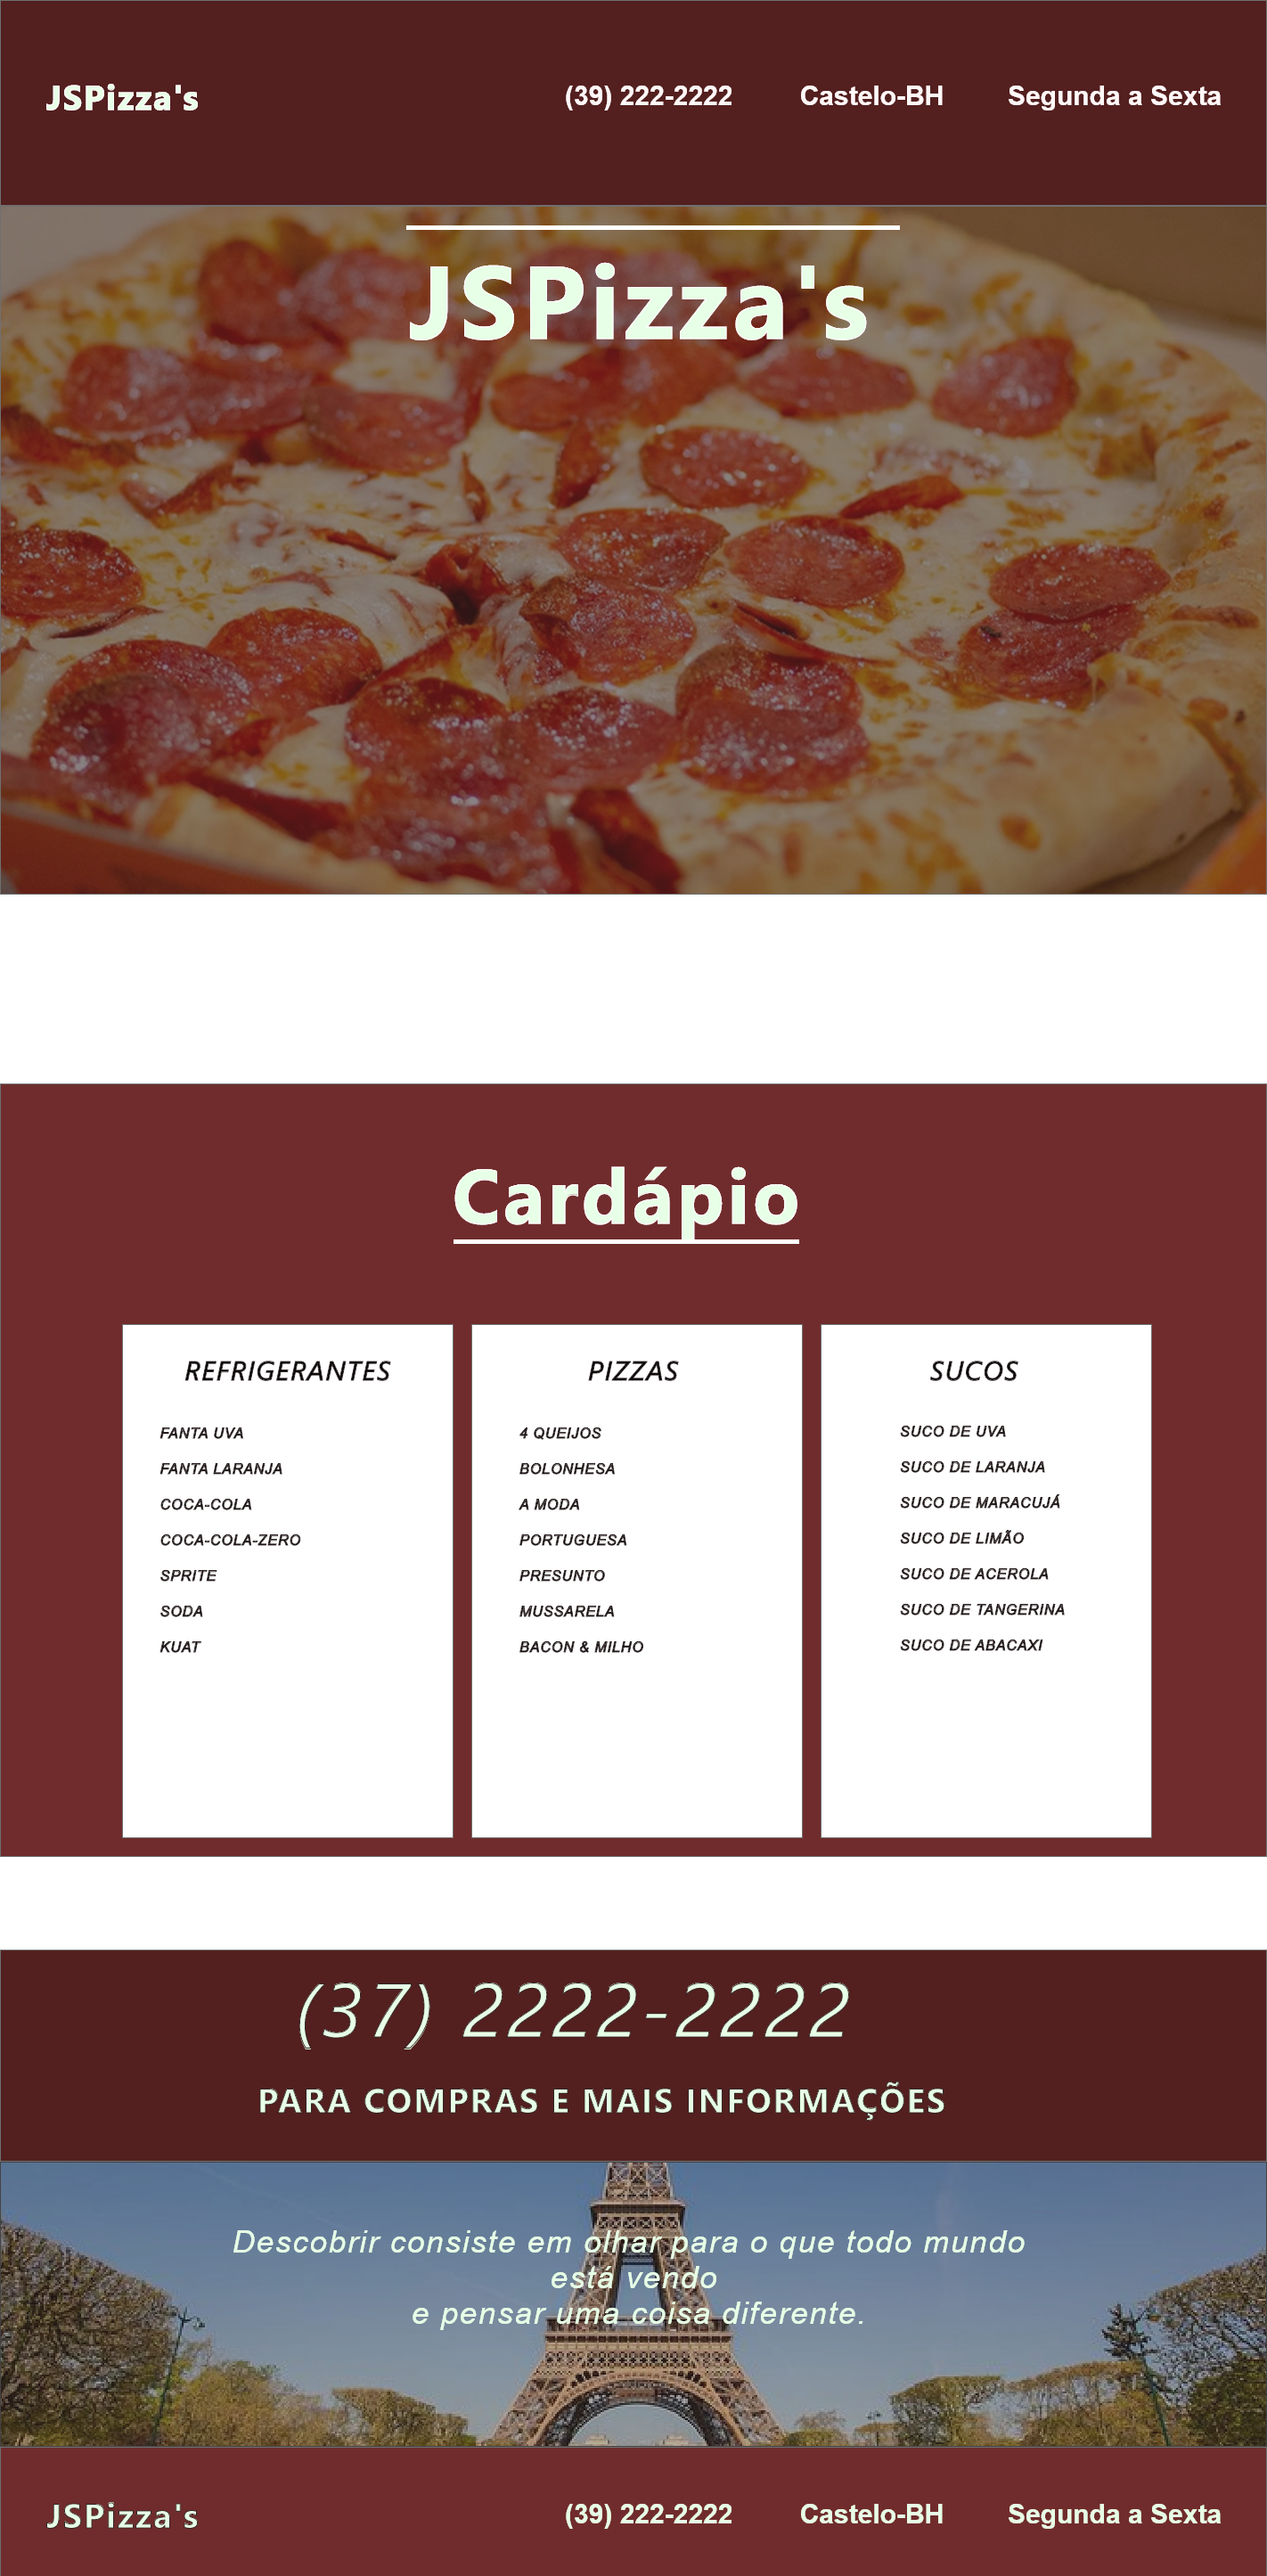 JSPizza's
(39) 222-2222 Castelo-BH Segunda a Sexta
JSPizza's
Cardápio
REFRIGERANTES
FANTA UVA
FANTA LARANJA
COCA-COLA
COCA-COLA-ZERO
SPRITE
SODA
KUAT
PIZZAS
4 QUEIJOS
BOLONHESA
A MODA
PORTUGUESA
PRESUNTO
MUSSARELA
BACON & MILHO
SUCOS
SUCO DE UVA
SUCO DE LARANJA
SUCO DE MARACUJÁ
SUCO DE LIMÃO
SUCO DE ACEROLA
SUCO DE TANGERINA
SUCO DE ABACAXI
(37) 2222-2222
PARA COMPRAS E MAIS INFORMAÇÕES
Descobrir consiste em olhar para o que todo mundo
está vendo
e pensar uma coisa diferente.
JSPizza's
(39) 222-2222 Castelo-BH Segunda a Sexta